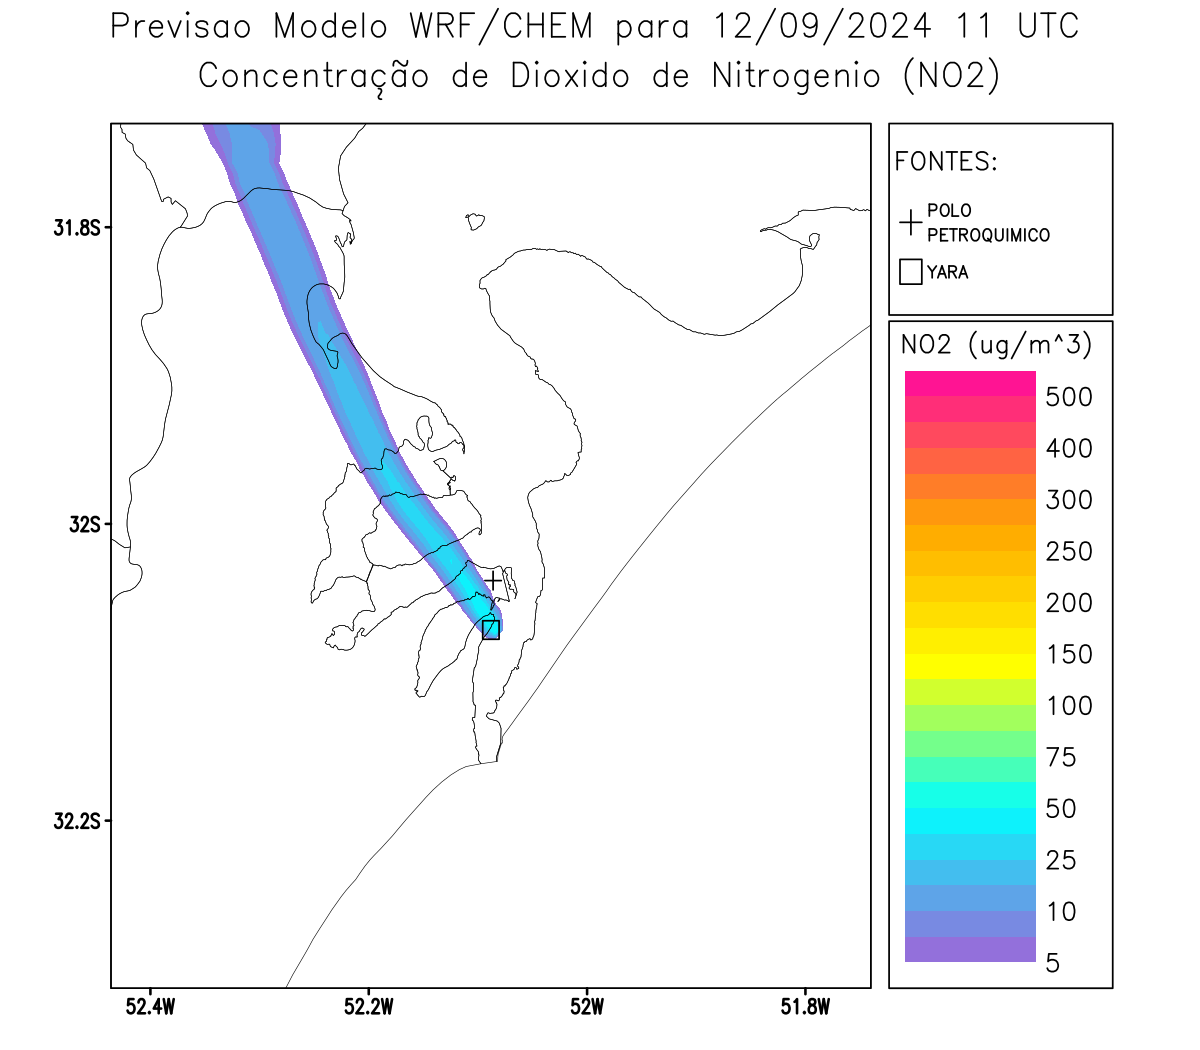 Previsao Modelo WRF/CHEM para 12/09/2024 11 UTC
Concentração de Dioxido de Nitrogenio (NO2)
FONTES:
POLO
PETROQUIMICO
YARA
NO2 (ug/m^3)
500
400
300
250
200
150
100
75
50
25
10
5
31.8S
32S
32.2S
52.4W
52.2W
52W
51.8W